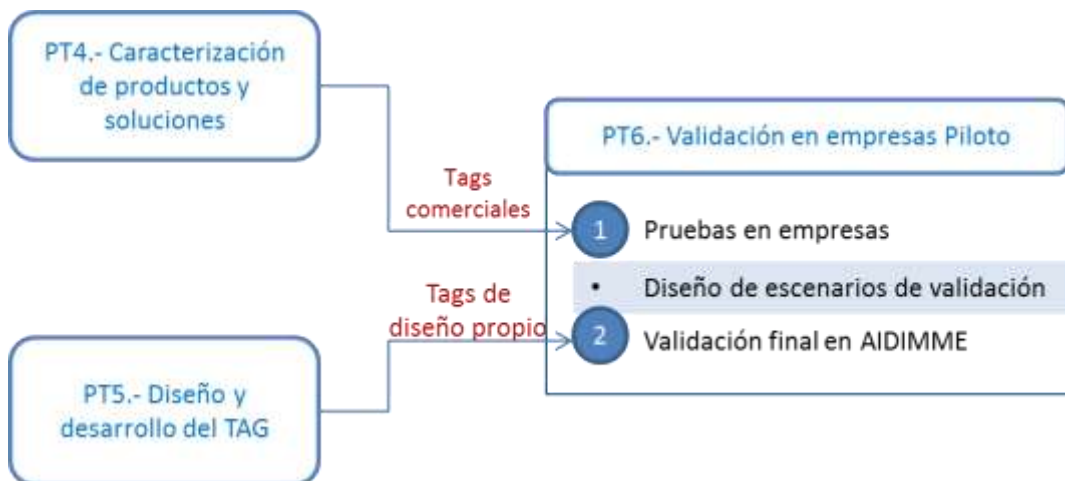 PT4.- Caracterización
de productos y
soluciones
PT6.- Validación en empresas Piloto
Tags
comerciales
1 Pruebas en empresas
• Diseño de escenarios de validación
Tags de
diseño propio
2 Validación final en AIDIMME
PT5.- Diseño y
desarrollo del TAG